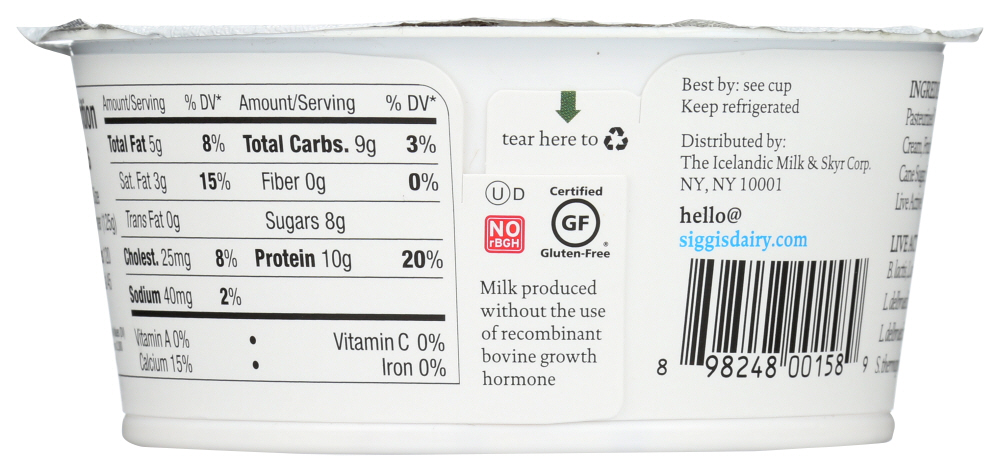 Amount/Serving % DV* Amount/Serving % DV*
Total Fat 5g 8% Total Carbs. 9g 3%
Sat. Fat 3g 15% Fiber 0g 0%
Trans Fat 0g Sugars 8g
Cholest. 25mg 8% Protein 10g 20%
Sodium 40mg 2%
Vitamin A 0% • Vitamin C 0%
Calcium 15% • Iron 0%
tear here to
U D
NO
rBGH
Certified
GF
®
Gluten-Free
Milk produced
without the use
of recombinant
bovine growth
hormone
Best by: see cup
Keep refrigerated
Distributed by:
The Icelandic Milk & Skyr Corp.
NY, NY 10001
hello@
siggisdairy.com
8 98248 00158 9
Cream,
Live
LIVE